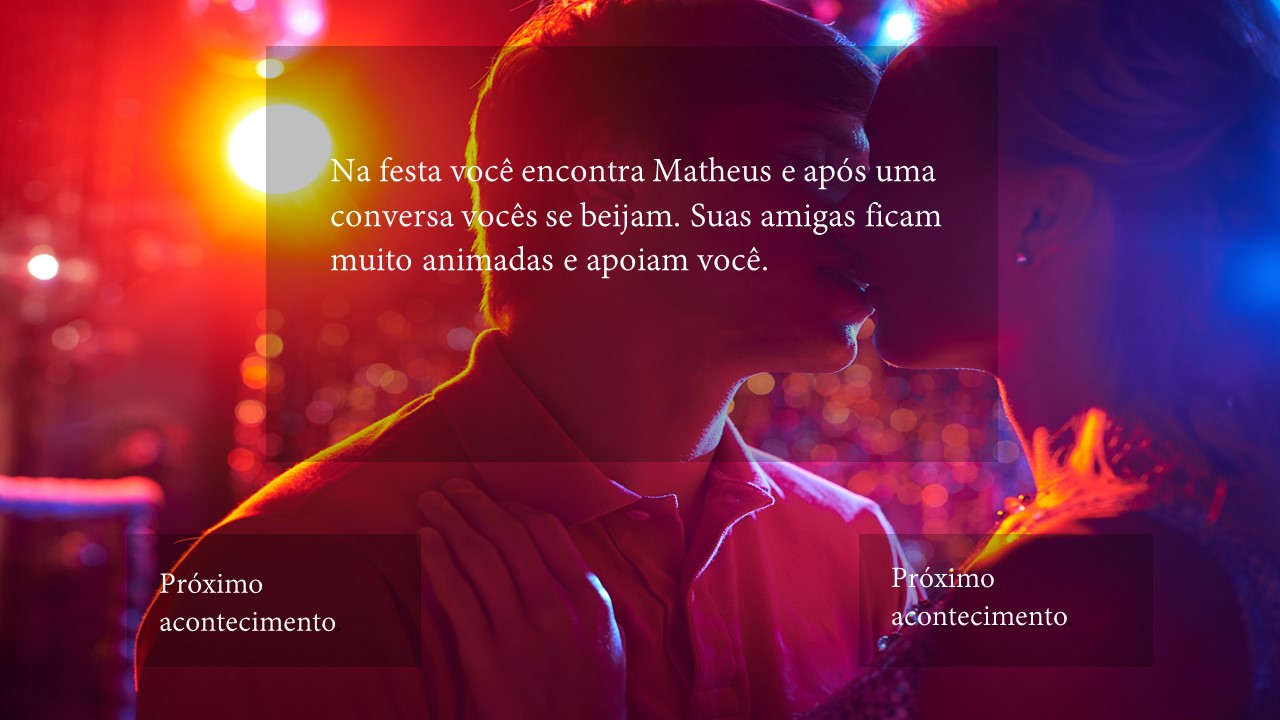 Na festa você encontra Matheus e após uma
conversa vocês se beijam. Suas amigas ficam
muito animadas e apoiam você.
Próximo
acontecimento.
Próximo
acontecimento